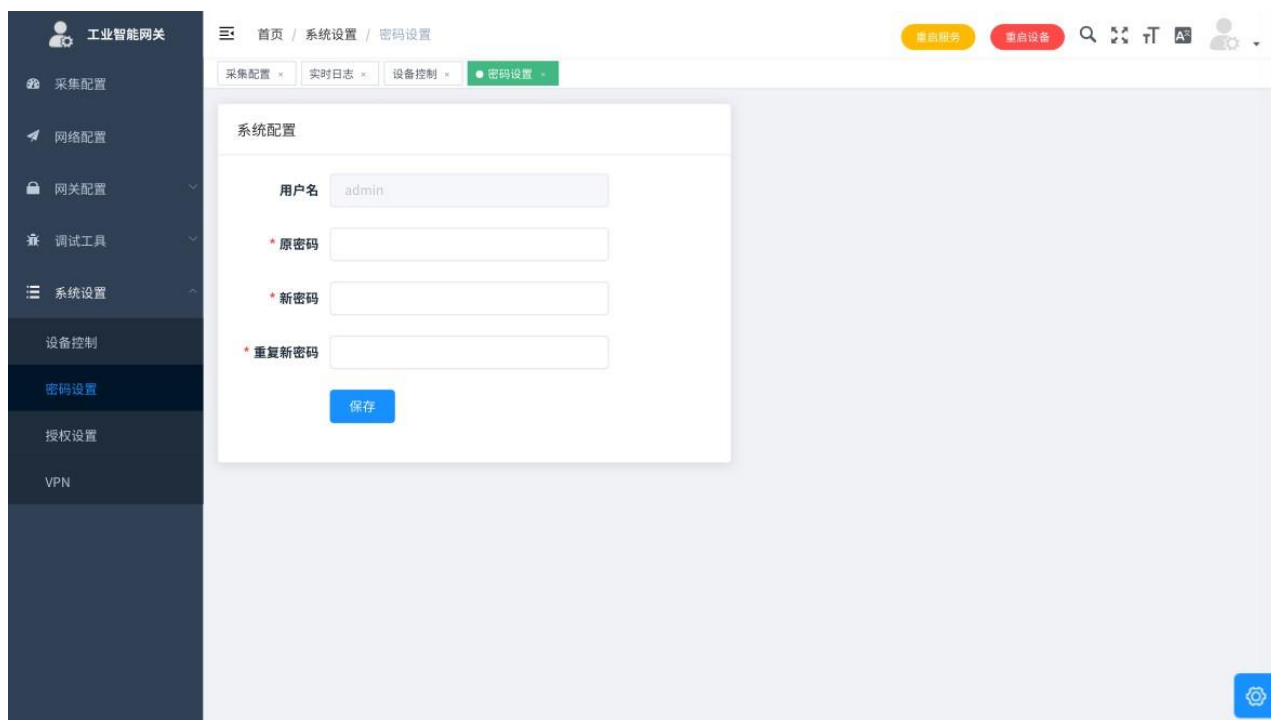 工业智能网关
首页 / 系统设置 / 密码设置
重启服务
重启设备
采集配置 ×
实时日志 ×
设备控制 ×
密码设置 ×
采集配置
网络配置
网关配置
调试工具
系统设置
设备控制
密码设置
授权设置
VPN
系统配置
用户名 admin
* 原密码
* 新密码
* 重复新密码
保存